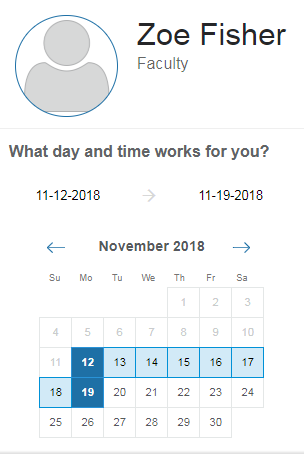 Zoe Fisher
Faculty
What day and time works for you?
11-12-2018 → 11-19-2018
← November 2018 →
Su Mo Tu We Th Fr Sa
1 2 3
4 5 6 7 8 9 10
11 12 13 14 15 16 17
18 19 20 21 22 23 24
25 26 27 28 29 30